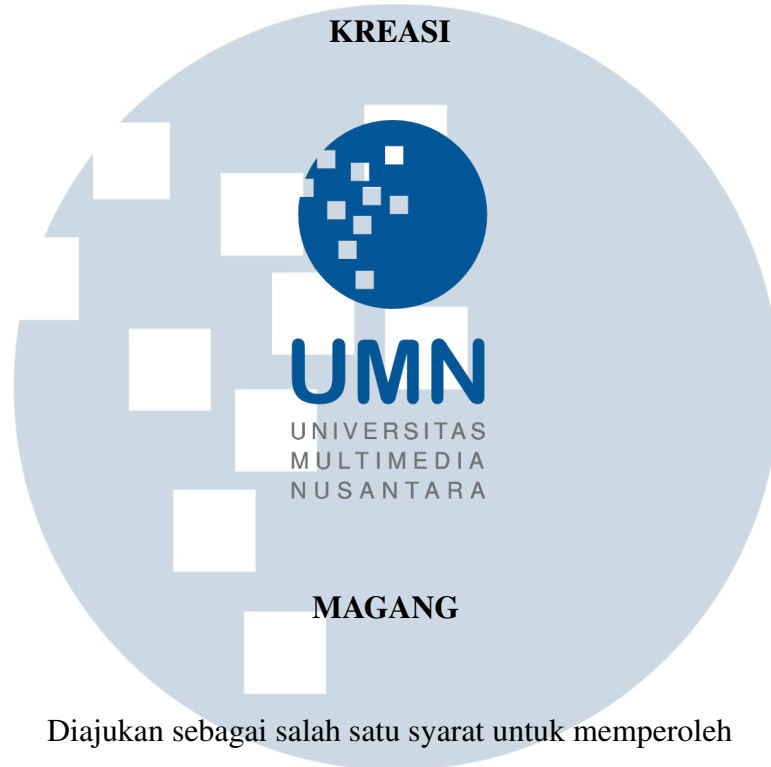 KREASI
UMN
UNIVERSITAS
MULTIMEDIA
NUSANTARA
MAGANG
Diajukan sebagai salah satu syarat untuk memperoleh